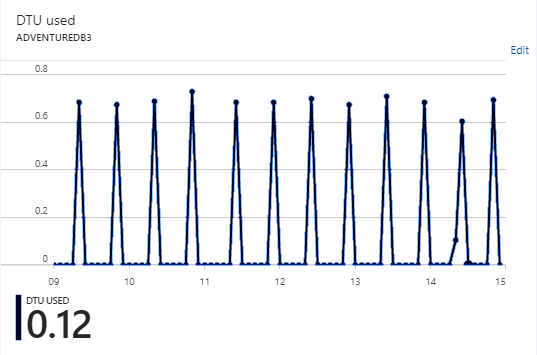 DTU used
ADVENTUREDB3
Edit
0.8
0.6
0.4
0.2
0
09 10 11 12 13 14 15
DTU USED
0.12